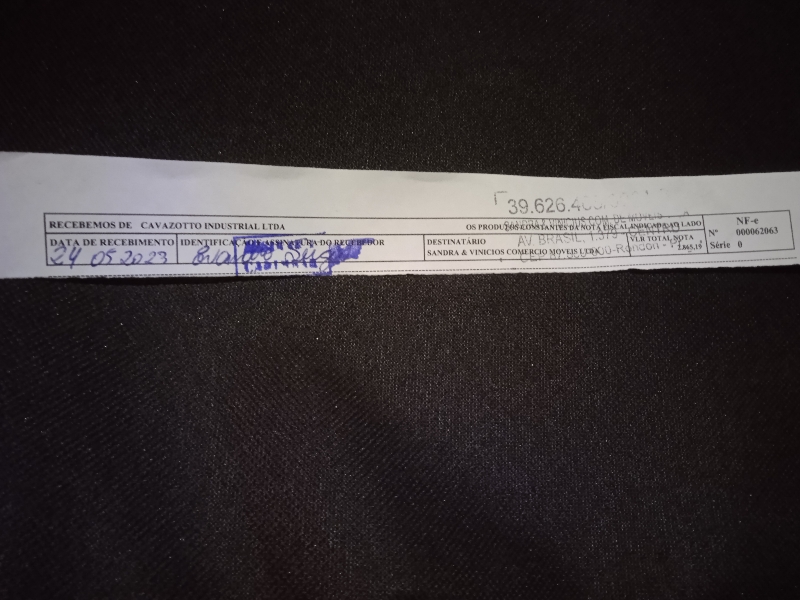 39.626.4
RECEBEMOS DE CAVAZOTTO INDUSTRIAL LTDA OS PRODUTOS CONSTANTES DA NOTA FISCAL INDICADO AO LADO
NF-e
Nº 000062063
Série 0
DATA DE RECEBIMENTO
24 05 2023
IDENTIFICAÇÃO E ASSINATURA DO RECEBEDOR
DESTINATÁRIO
SANDRA & VINICIOS COMERCIO MOVEIS LTDA
VLR TOTAL NOTA
AV. BRASIL,
Rondon